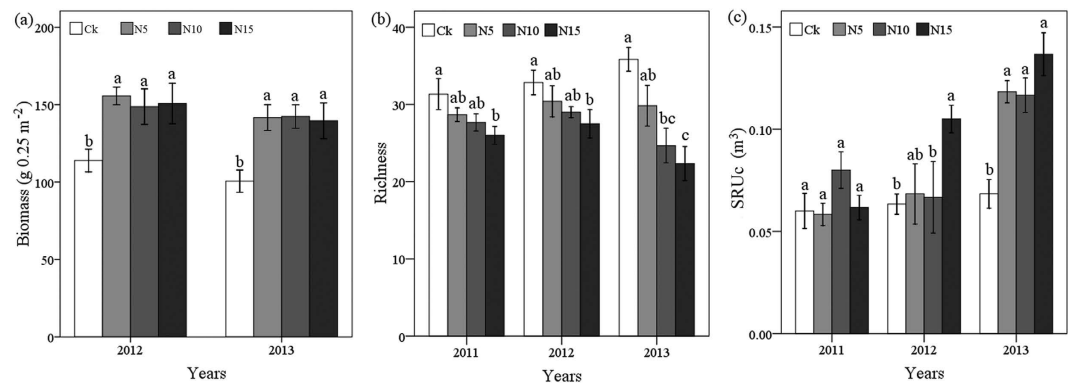 (a)
200
150
100
50
0
Biomass (g 0.25 m⁻²)
Ck N5 N10 N15
b a a a
b a a a
2012 2013
Years
(b)
40
30
20
10
0
Richness
Ck N5 N10 N15
a ab ab b
a ab ab b
a ab bc c
2011 2012 2013
Years
(c)
0.15
0.10
0.05
0.00
SRUc (m³)
Ck N5 N10 N15
a a a a
b ab b a
b a a a
2011 2012 2013
Years